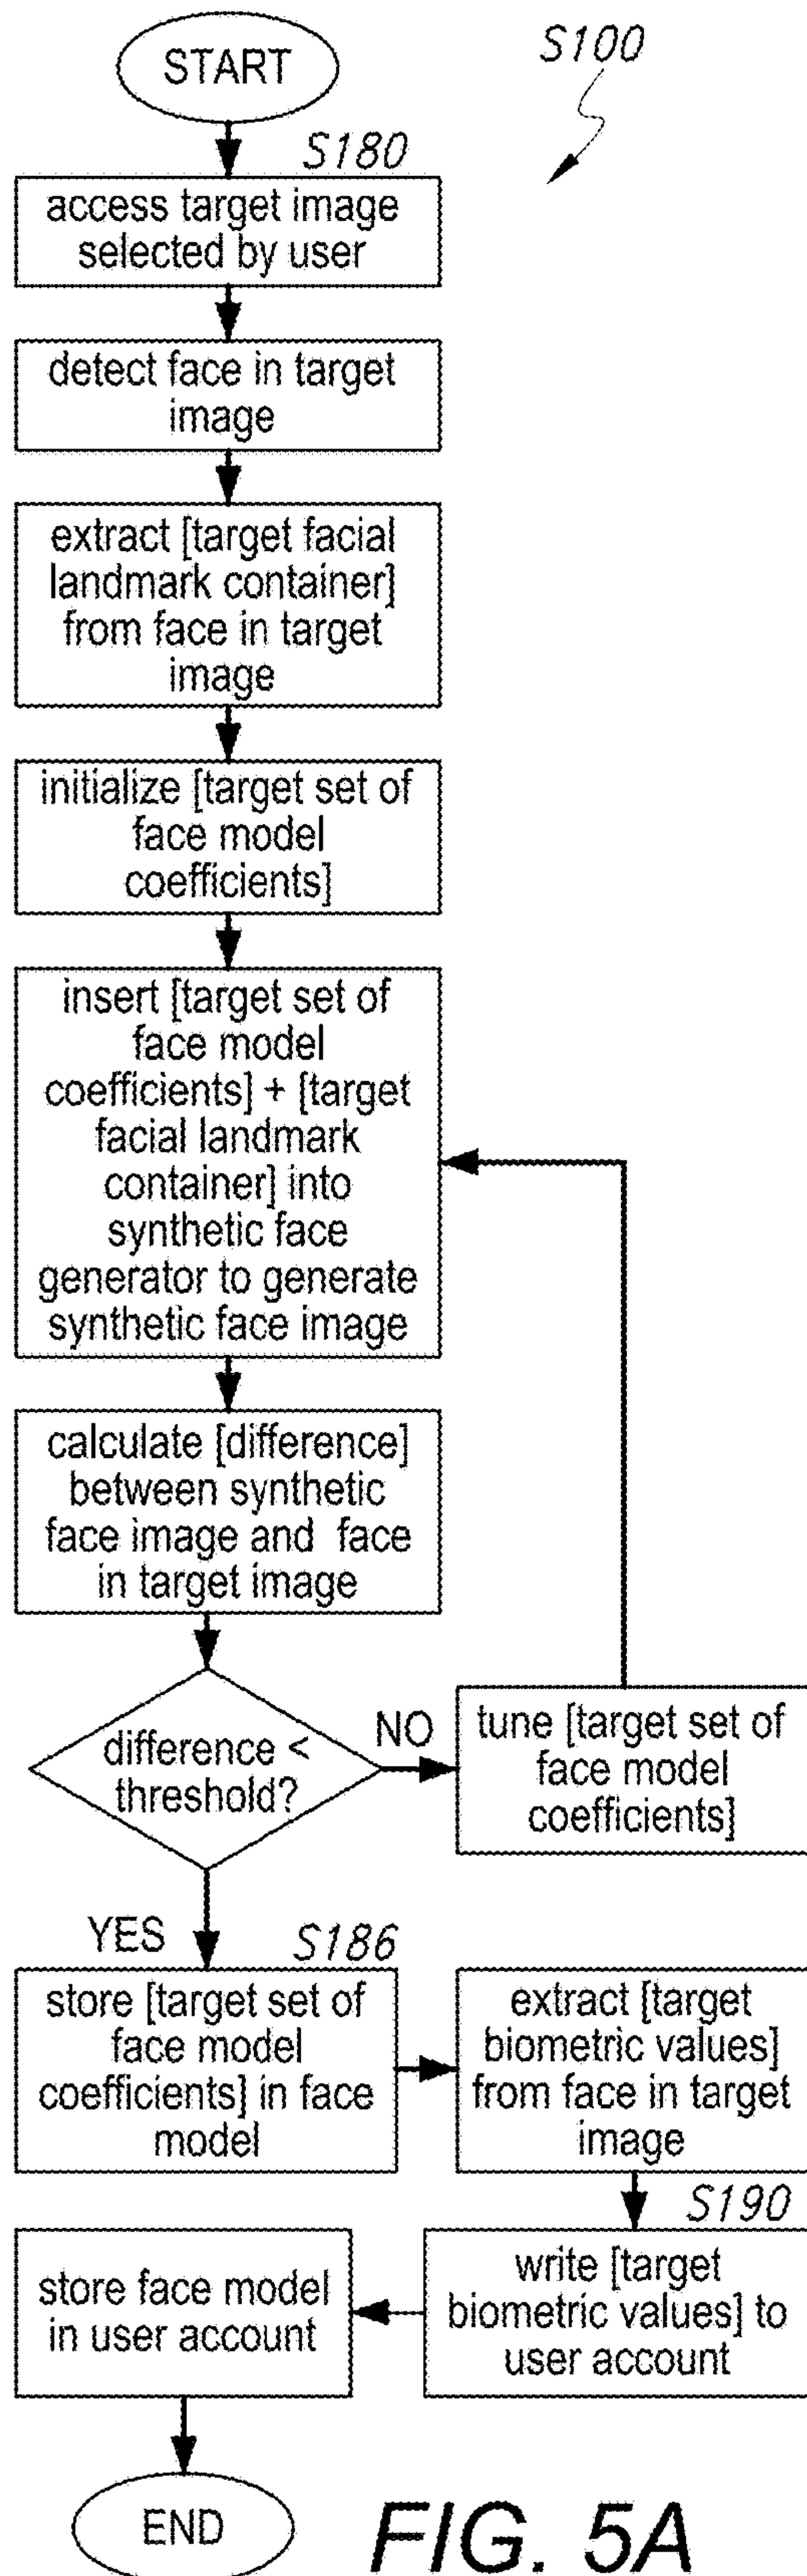 START
S100
S180
access target image
selected by user
detect face in target
image
extract [target facial
landmark container]
from face in target
image
initialize [target set of
face model
coefficients]
insert [target set of
face model
coefficients] + [target
facial landmark
container] into
synthetic face
generator to generate
synthetic face image
calculate [difference]
between synthetic
face image and face
in target image
difference <
threshold?
NO
tune [target set of
face model
coefficients]
YES
S186
store [target set of
face model
coefficients] in face
model
extract [target
biometric values]
from face in target
image
S190
write [target
biometric values] to
user account
store face model
in user account
END
FIG. 5A